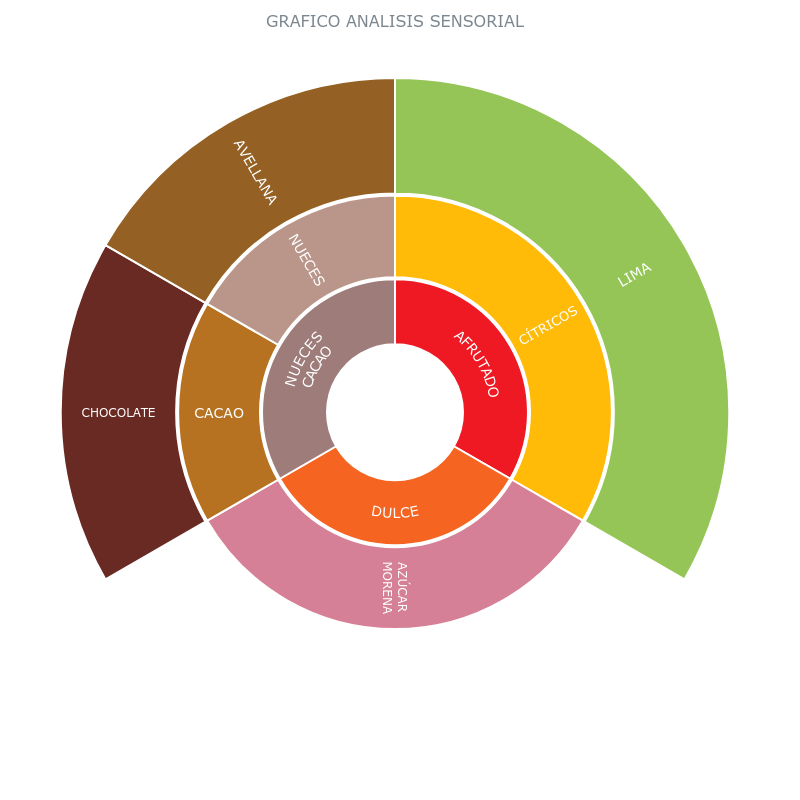 GRAFICO ANALISIS SENSORIAL
AVELLANA
LIMA
NUECES
CÍTRICOS
NUECES
CACAO
AFRUTADO
CHOCOLATE
CACAO
DULCE
AZÚCAR
MORENA